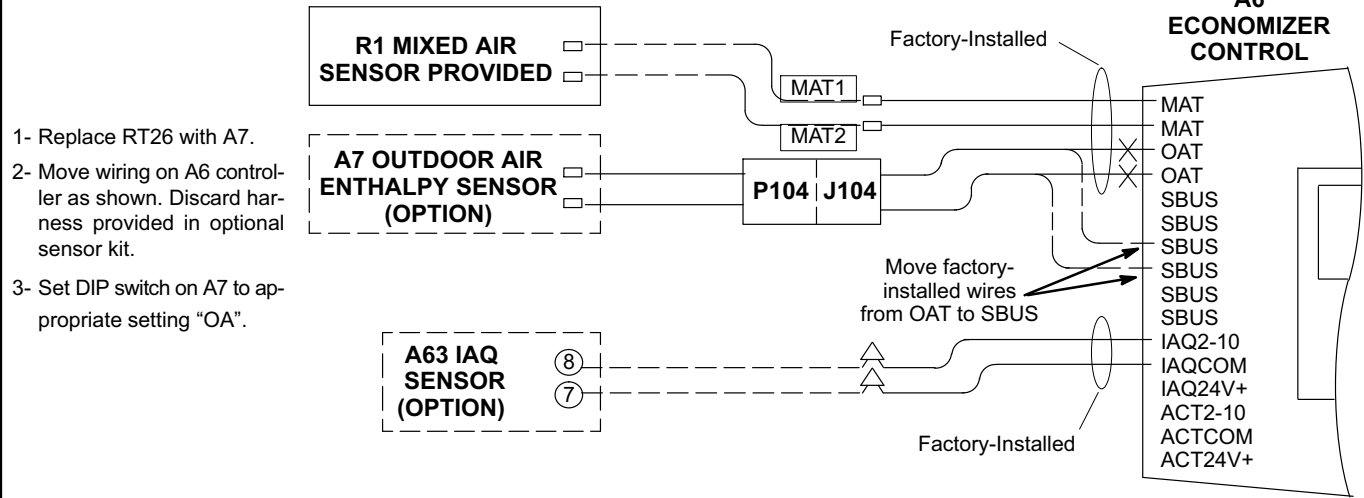 1- Replace RT26 with A7.
2- Move wiring on A6 control-
ler as shown. Discard har-
ness provided in optional
sensor kit.
3- Set DIP switch on A7 to ap-
propriate setting “OA”.
R1 MIXED AIR
SENSOR PROVIDED
A7 OUTDOOR AIR
ENTHALPY SENSOR
(OPTION)
A63 IAQ
SENSOR
(OPTION)
8
7
MAT1
MAT2
P104
J104
Factory-Installed
Move factory-
installed wires
from OAT to SBUS
Factory-Installed
A6
ECONOMIZER
CONTROL
MAT
MAT
OAT
OAT
SBUS
SBUS
SBUS
SBUS
SBUS
SBUS
IAQ2-10
IAQCOM
IAQ24V+
ACT2-10
ACTCOM
ACT24V+